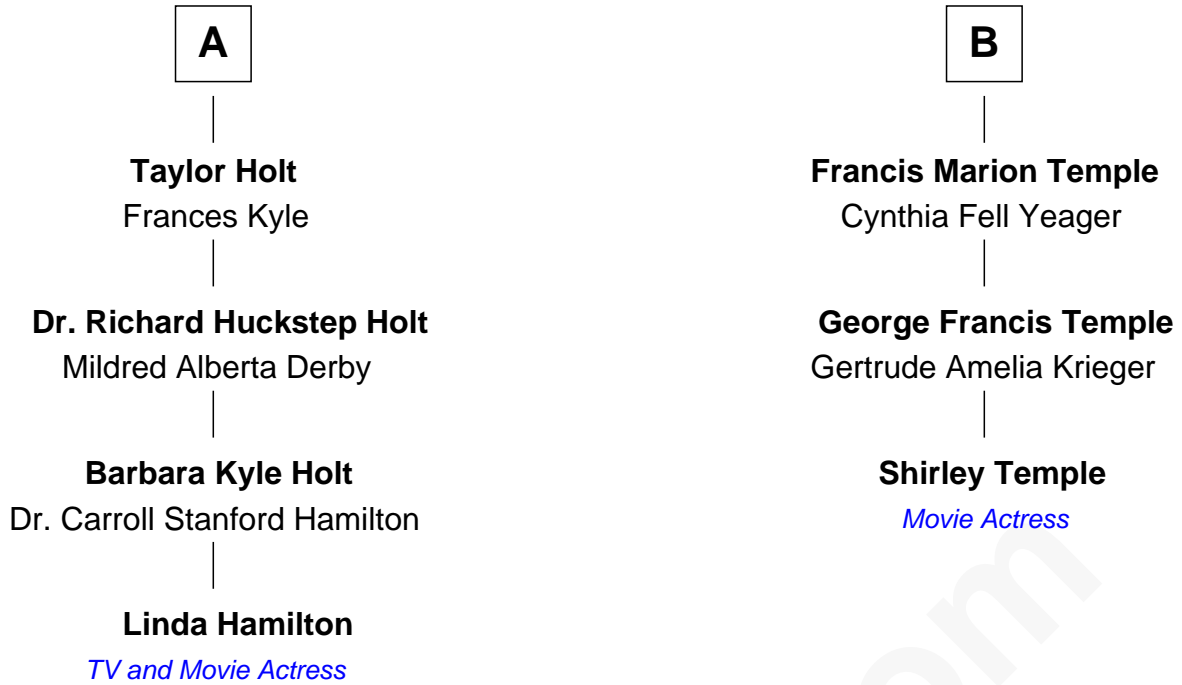 A
Taylor Holt
Frances Kyle
Dr. Richard Huckstep Holt
Mildred Alberta Derby
Barbara Kyle Holt
Dr. Carroll Stanford Hamilton
Linda Hamilton
TV and Movie Actress
B
Francis Marion Temple
Cynthia Fell Yeager
George Francis Temple
Gertrude Amelia Krieger
Shirley Temple
Movie Actress
om